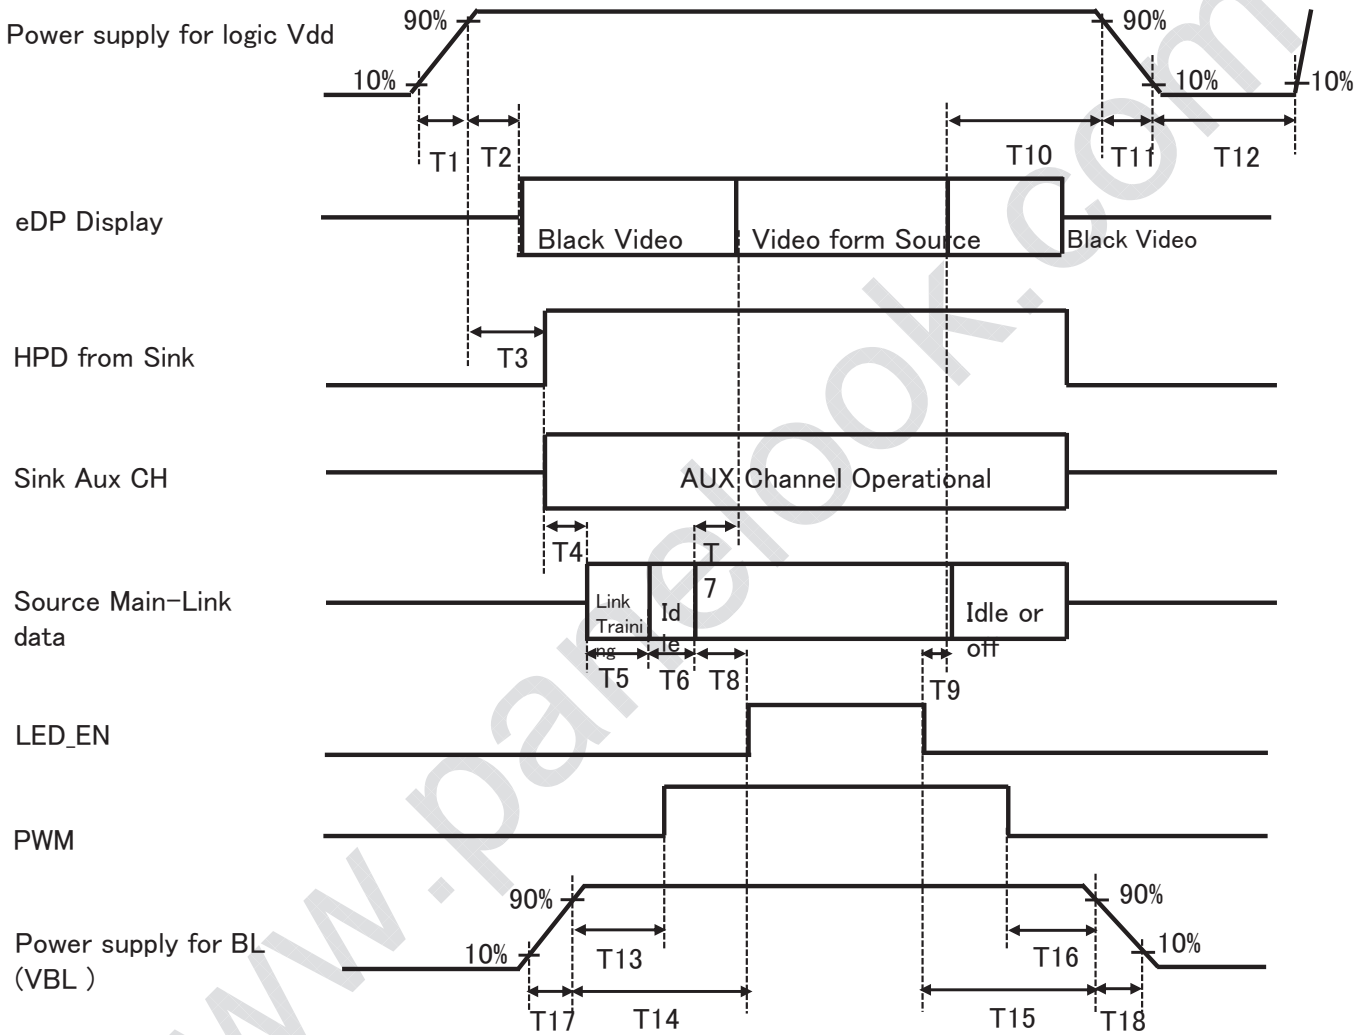 Power supply for logic Vdd
90%
10%
90%
10%
10%
T1
T2
T10
T11
T12
eDP Display
Black Video
Video form Source
Black Video
HPD from Sink
T3
Sink Aux CH
AUX Channel Operational
T4
T
7
Source Main-Link
data
Link
Traini
ng
Id
le
Idle or
off
T5
T6
T8
T9
LED_EN
PWM
90%
10%
90%
10%
Power supply for BL
(VBL )
T13
T16
T17
T14
T15
T18
www.panelook.com